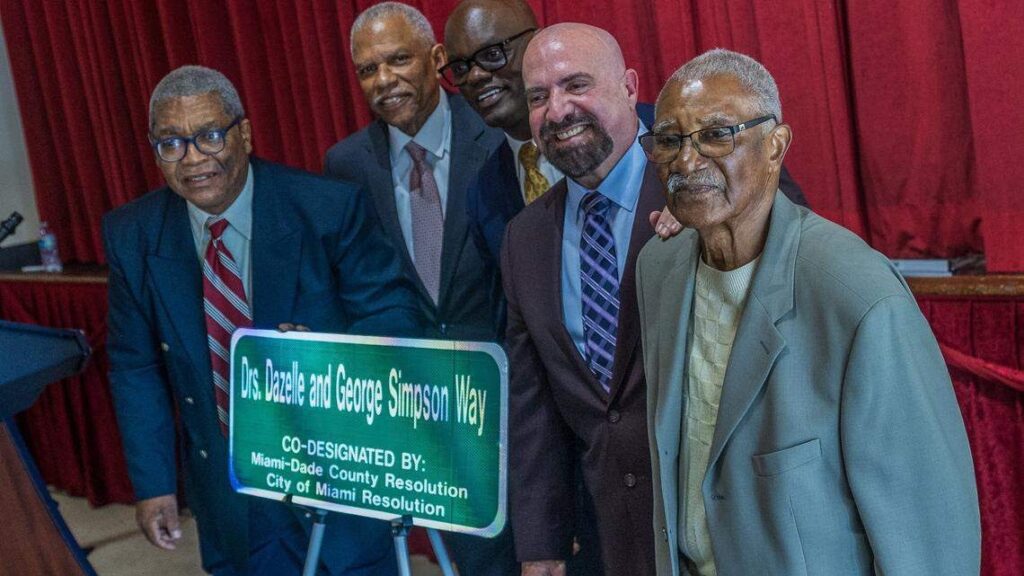 Drs. Dazelle and George Simpson Way
CO-DESIGNATED BY:
Miami-Dade County Resolution
City of Miami Resolution